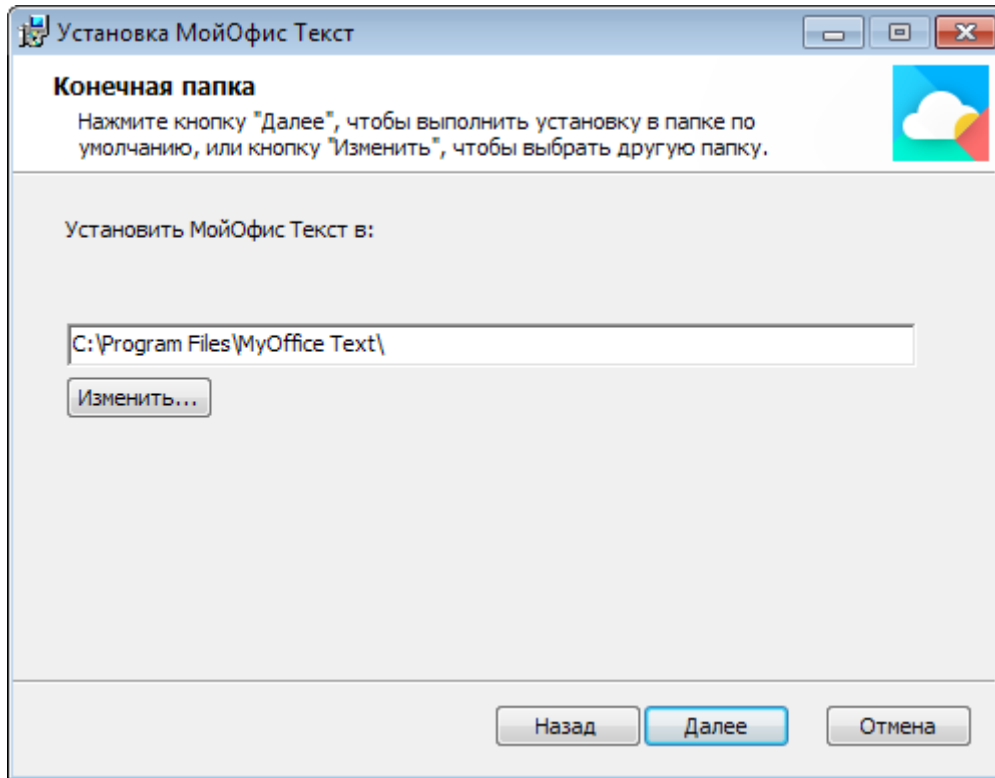 Установка МойОфис Текст
Конечная папка
Нажмите кнопку "Далее", чтобы выполнить установку в папке по
умолчанию, или кнопку "Изменить", чтобы выбрать другую папку.
Установить МойОфис Текст в:
C:\Program Files\MyOffice Text\
Изменить...
Назад Далее Отмена